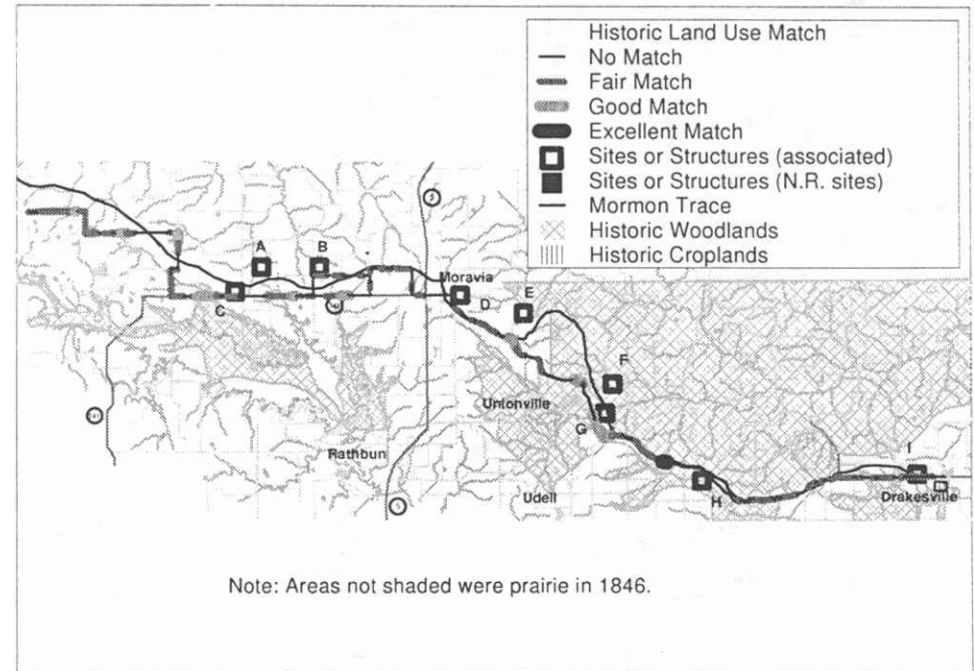 Historic Land Use Match
No Match
Fair Match
Good Match
Excellent Match
Sites or Structures (associated)
Sites or Structures (N.R. sites)
Mormon Trace
Historic Woodlands
Historic Croplands
A
B
C
Moravia
D
E
F
Unionville
G
Rathbun
Udell
H
I
Drakesville
5
5
Note: Areas not shaded were prairie in 1846.